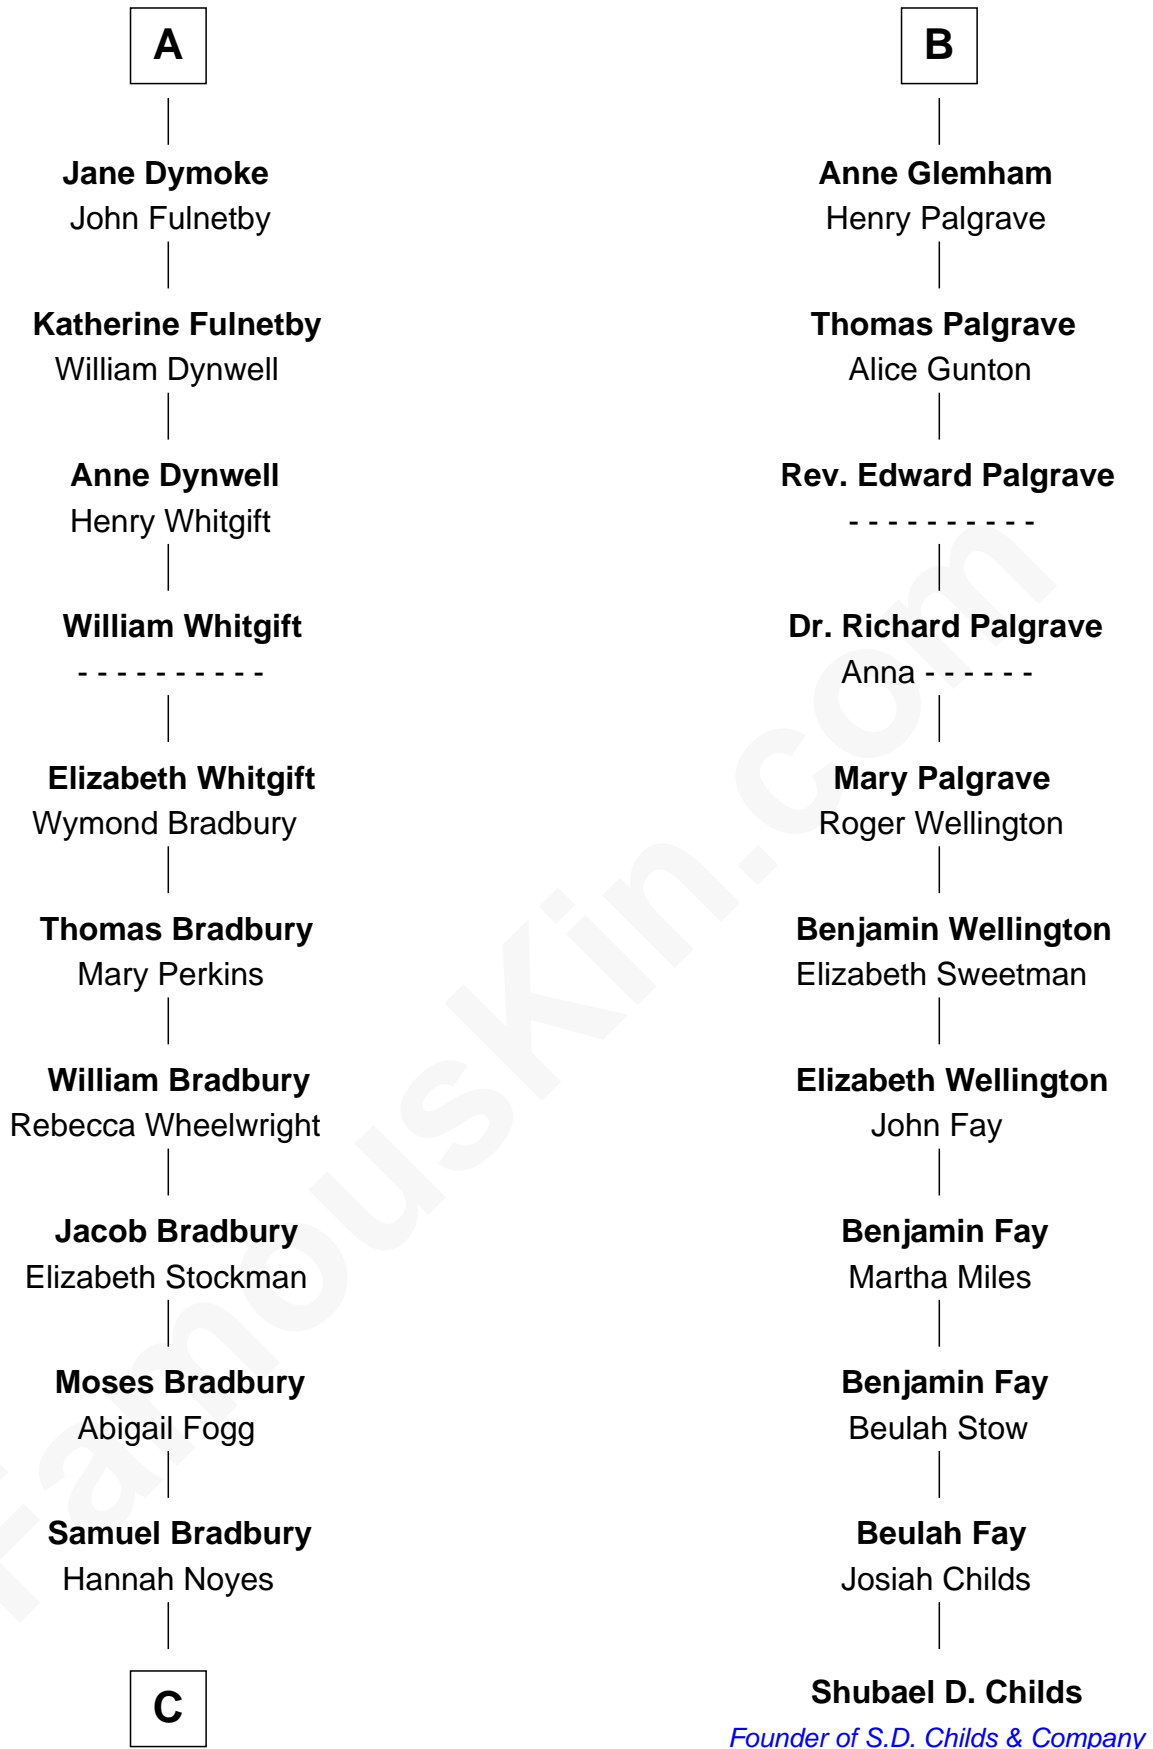 A
Jane Dymoke
John Fulnetby
Katherine Fulnetby
William Dynwell
Anne Dynwell
Henry Whitgift
William Whitgift
- - - - - - - - - -
Elizabeth Whitgift
Wymond Bradbury
Thomas Bradbury
Mary Perkins
William Bradbury
Rebecca Wheelwright
Jacob Bradbury
Elizabeth Stockman
Moses Bradbury
Abigail Fogg
Samuel Bradbury
Hannah Noyes
C
B
Anne Glemham
Henry Palgrave
Thomas Palgrave
Alice Gunton
Rev. Edward Palgrave
- - - - - - - - - -
Dr. Richard Palgrave
Anna - - - - - -
Mary Palgrave
Roger Wellington
Benjamin Wellington
Elizabeth Sweetman
Elizabeth Wellington
John Fay
Benjamin Fay
Martha Miles
Benjamin Fay
Beulah Stow
Beulah Fay
Josiah Childs
Shubael D. Childs
Founder of S.D. Childs & Company
FamousKin.com